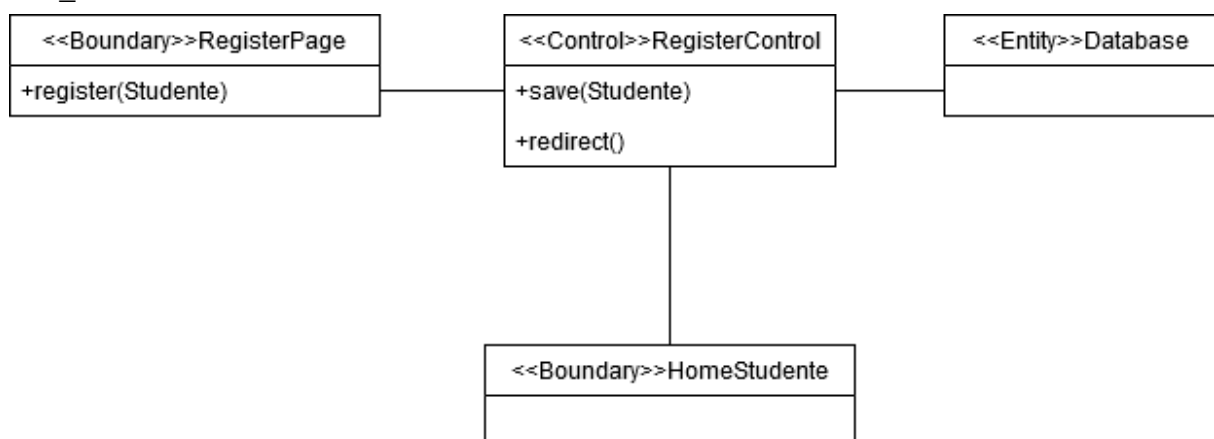 <<Boundary>>RegisterPage
+register(Studente)
<<Control>>RegisterControl
+save(Studente)
+redirect()
<<Entity>>Database
<<Boundary>>HomeStudente